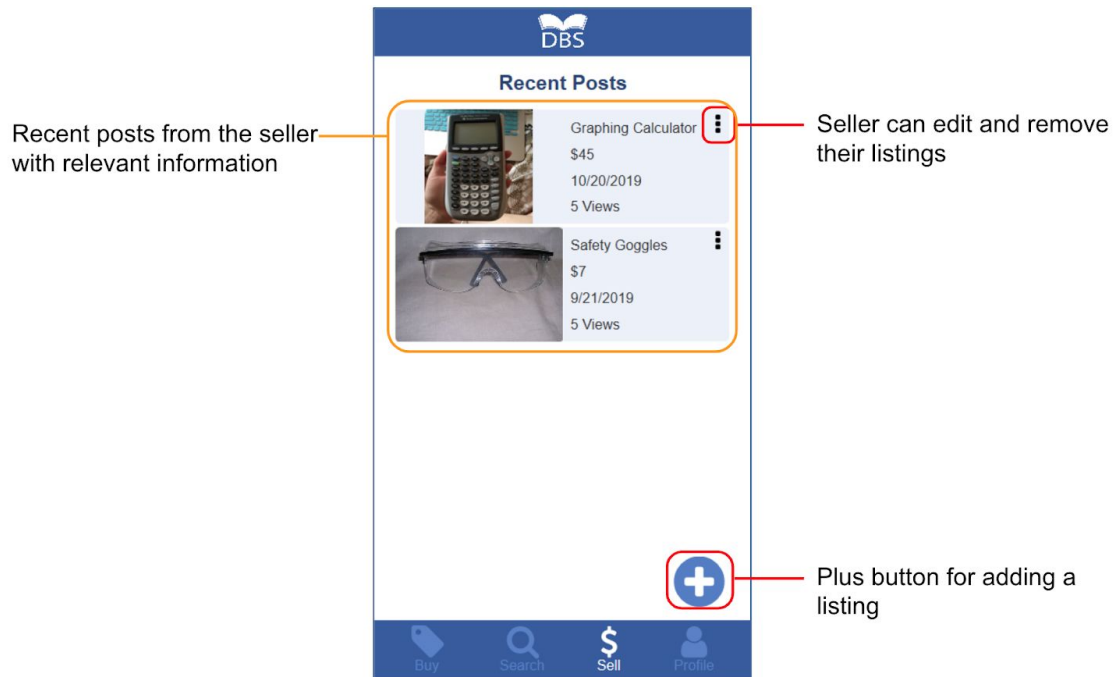 DBS
Recent Posts
Recent posts from the seller
with relevant information
Graphing Calculator
$45
10/20/2019
5 Views
Seller can edit and remove
their listings
Safety Goggles
$7
9/21/2019
5 Views
Plus button for adding a
listing
Buy
Search
$
Sell
Profile